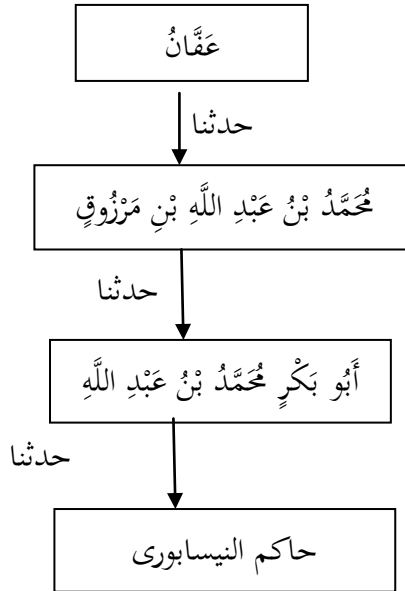 عَفَّانُ
حدثنا
مُحَمَّدُ بْنُ عَبْدِ اللَّهِ بْنِ مَرْزُوقٍ
حدثنا
أَبُو بَكْرٍ مُحَمَّدُ بْنُ عَبْدِ اللَّهِ
حدثنا
حاكم النيسابورى